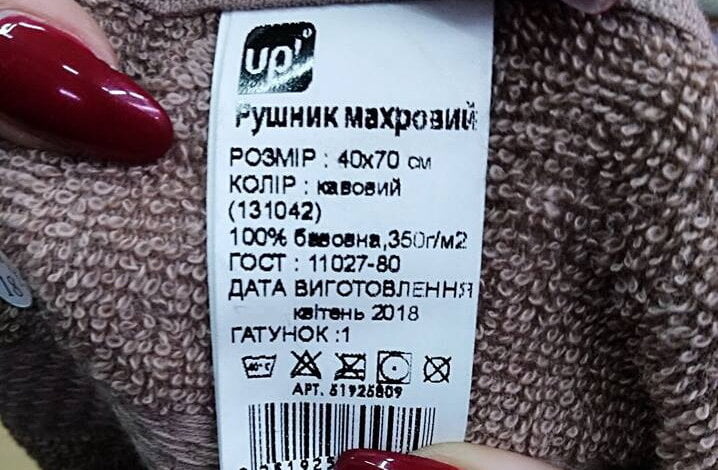 up!
Рушник махровий
РОЗМІР : 40х70 см
КОЛІР : кавовий
(131042)
100% бавовна,350г/м2
ГОСТ : 11027-80
ДАТА ВИГОТОВЛЕННЯ
квітень 2018
ГАТУНОК :1
40°C
АРТ. 51925809